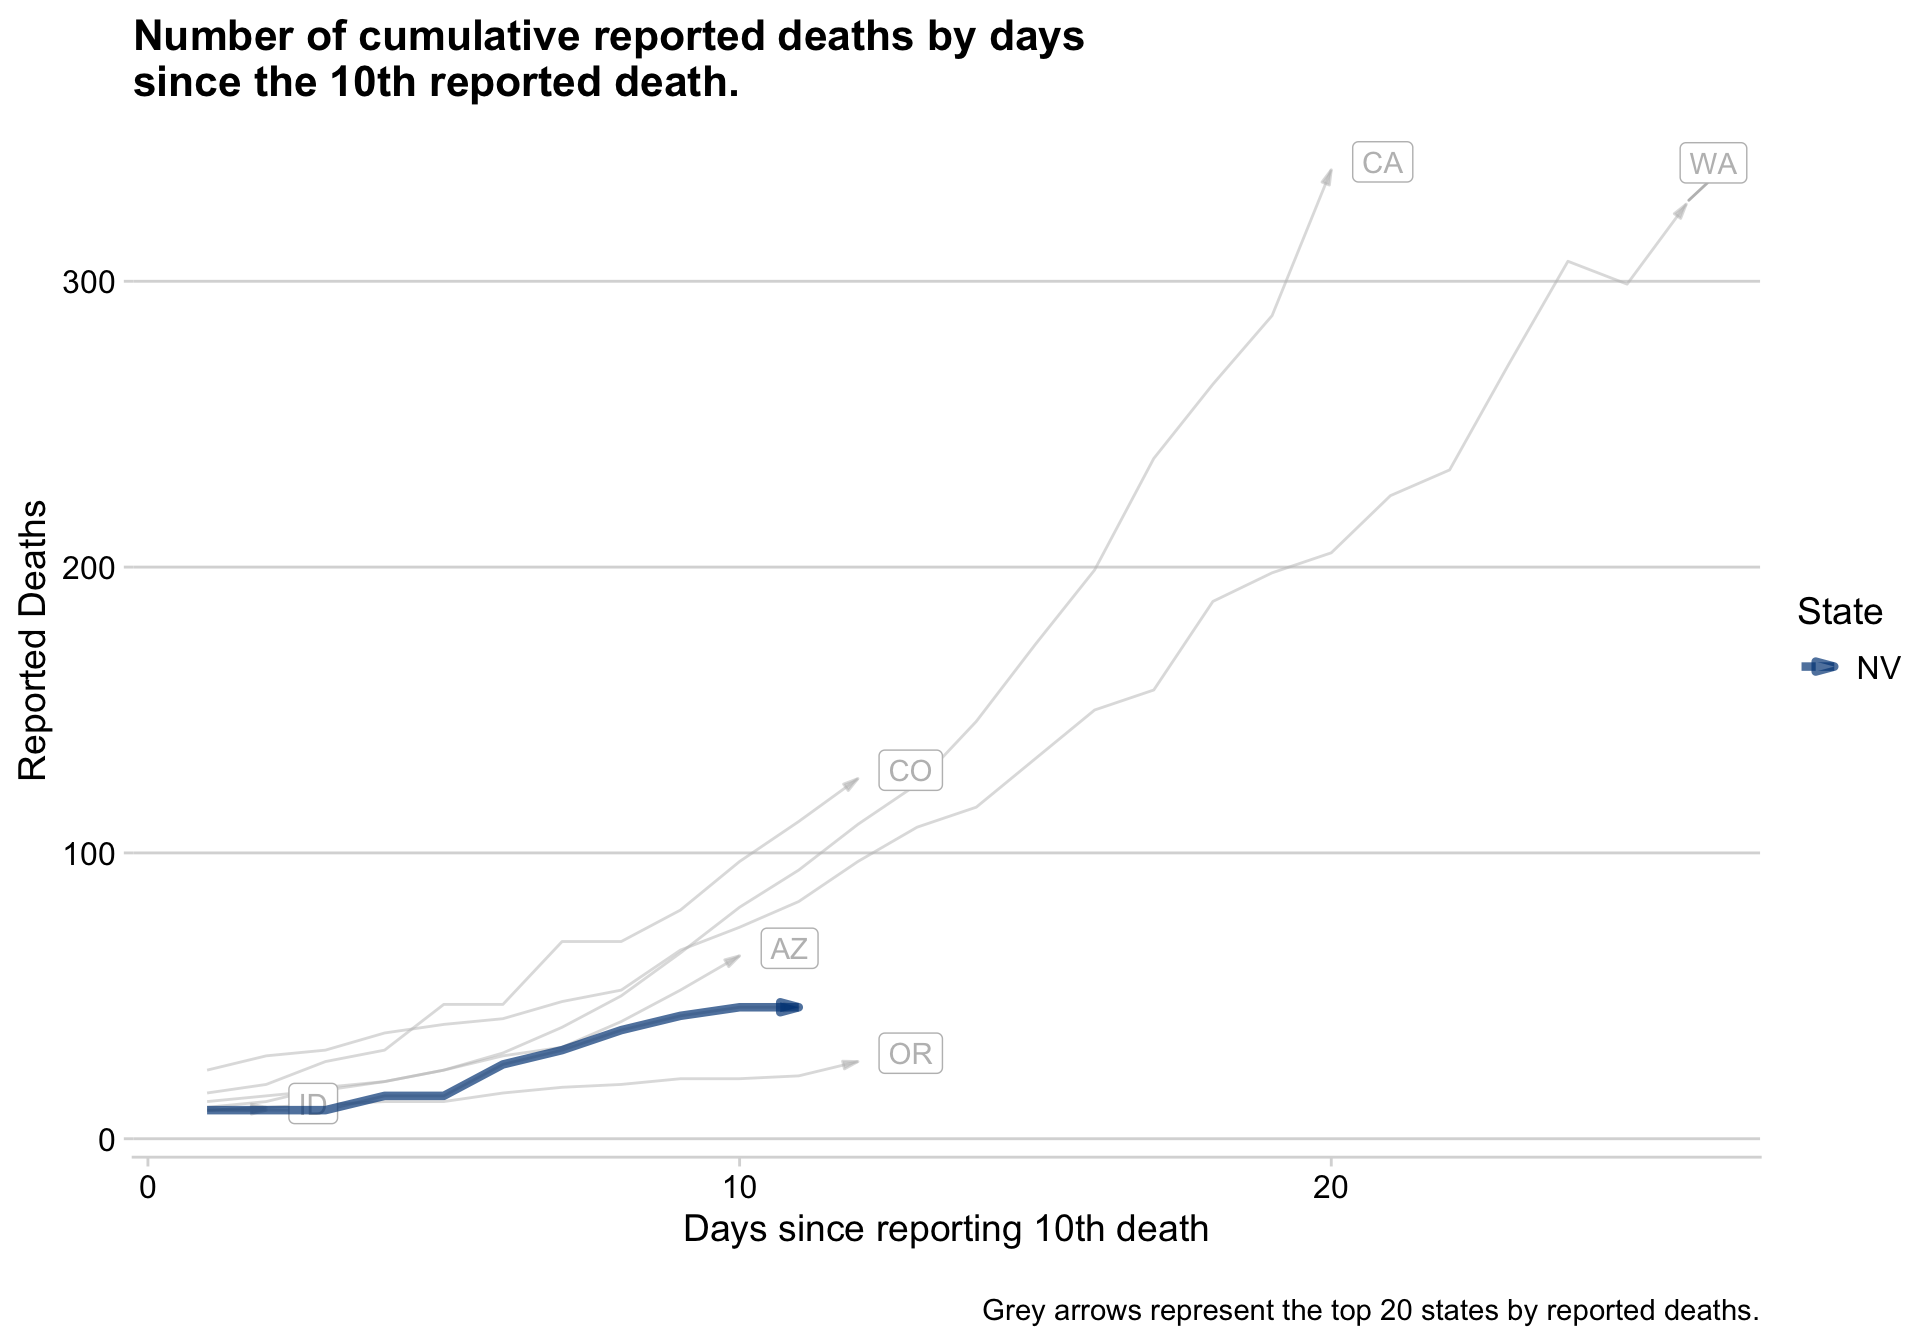 Number of cumulative reported deaths by days
since the 10th reported death.
CA
WA
300
200
Reported Deaths
State
NV
CO
100
AZ
OR
ID
0
0 10 20
Days since reporting 10th death
Grey arrows represent the top 20 states by reported deaths.